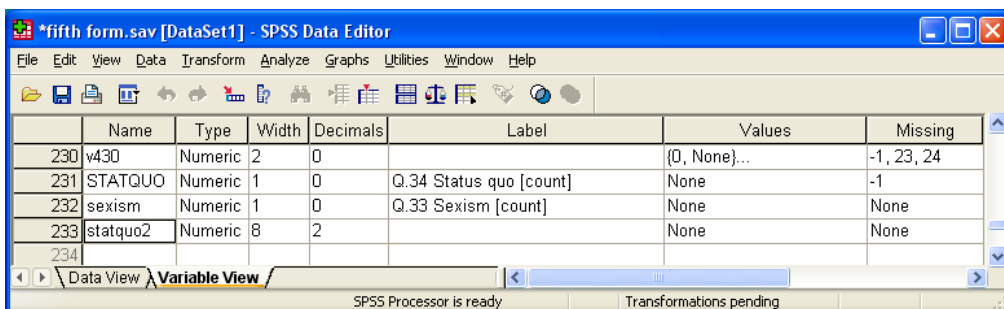 *fifth form.sav [DataSet1] - SPSS Data Editor
File Edit View Data Transform Analyze Graphs Utilities Window Help
Name Type Width Decimals Label Values Missing
230 v430 Numeric 2 0 {0, None}... -1, 23, 24
231 STATQUO Numeric 1 0 Q.34 Status quo [count] None -1
232 sexism Numeric 1 0 Q.33 Sexism [count] None None
233 statquo2 Numeric 8 2 None None
234
Data View Variable View
SPSS Processor is ready Transformations pending